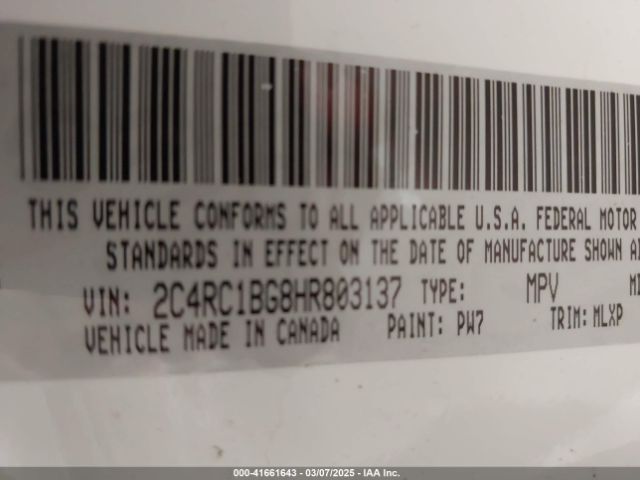 THIS VEHICLE CONFORMS TO ALL APPLICABLE U.S.A. FEDERAL MOTOR
STANDARDS IN EFFECT ON THE DATE OF MANUFACTURE SHOWN
VIN: 2C4RC1BG8HR803137 TYPE: MPV
VEHICLE MADE IN CANADA PAINT: PW7 TRIM: MLXP
000-41661643 - 03/07/2025 - IAA Inc.